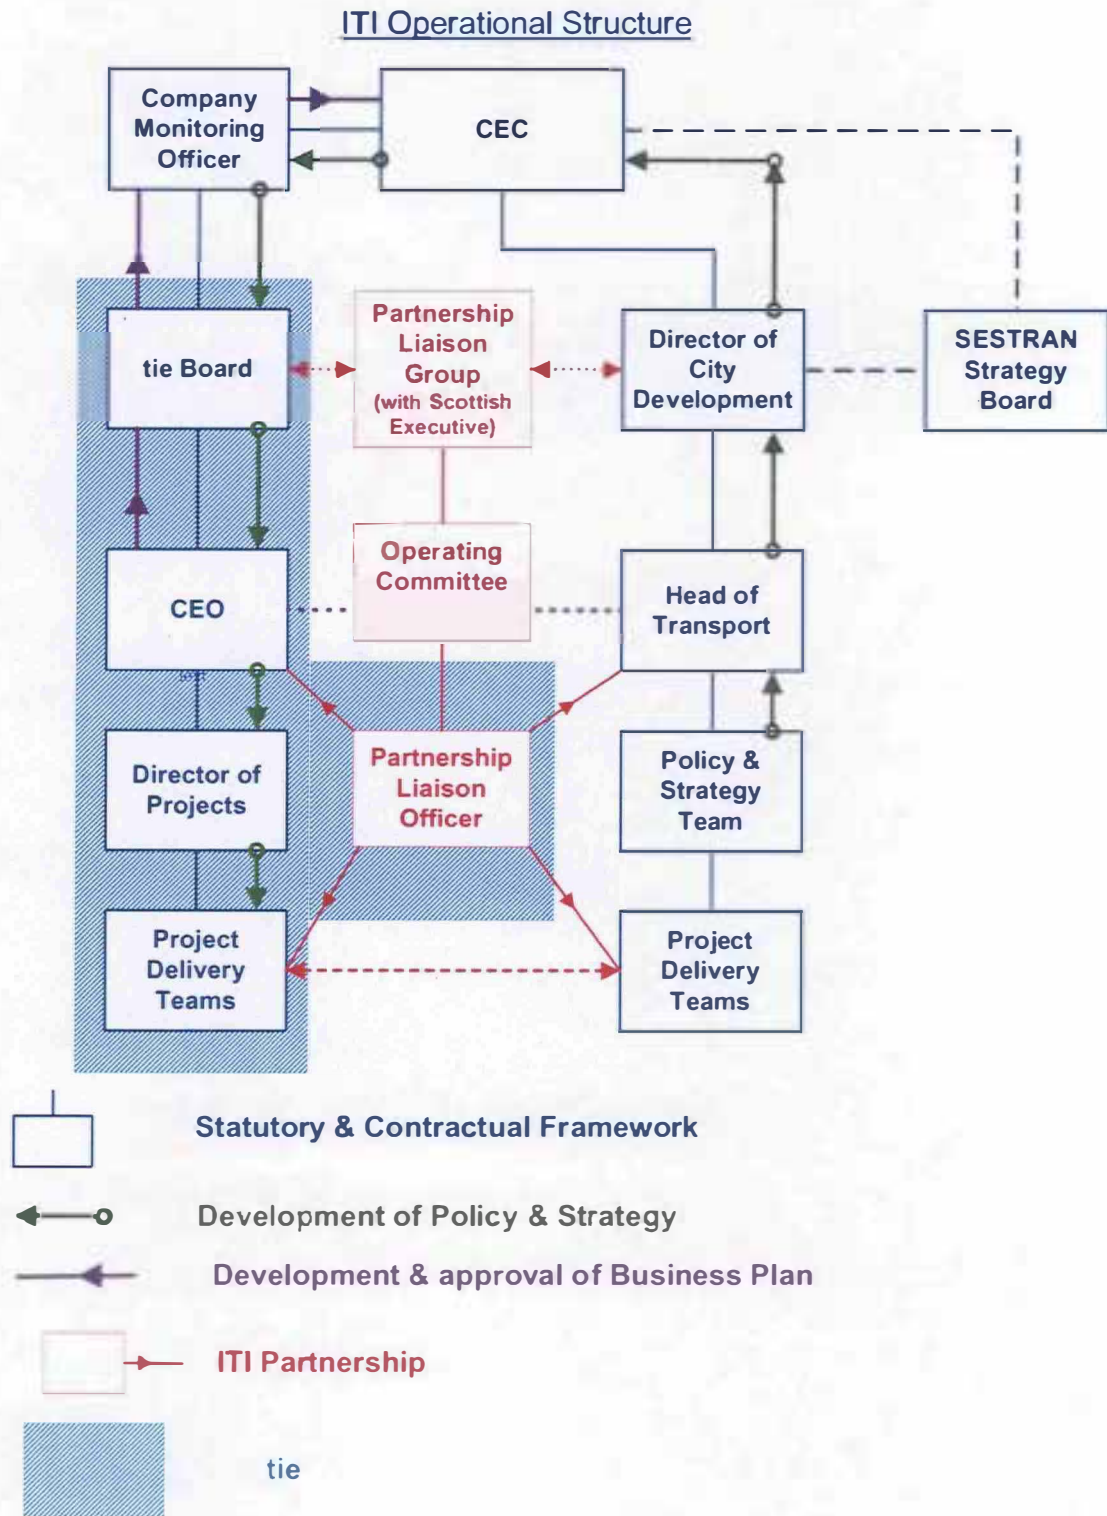 ITI Operational Structure
Company
Monitoring
Officer
CEC
tie Board
Partnership
Liaison
Group
(with Scottish
Executive)
Director of
City
Development
SESTRAN
Strategy
Board
CEO
Operating
Committee
Head of
Transport
Director of
Projects
Partnership
Liaison
Officer
Policy &
Strategy
Team
Project
Delivery
Teams
Project
Delivery
Teams
Statutory & Contractual Framework
Development of Policy & Strategy
Development & approval of Business Plan
ITI Partnership
tie